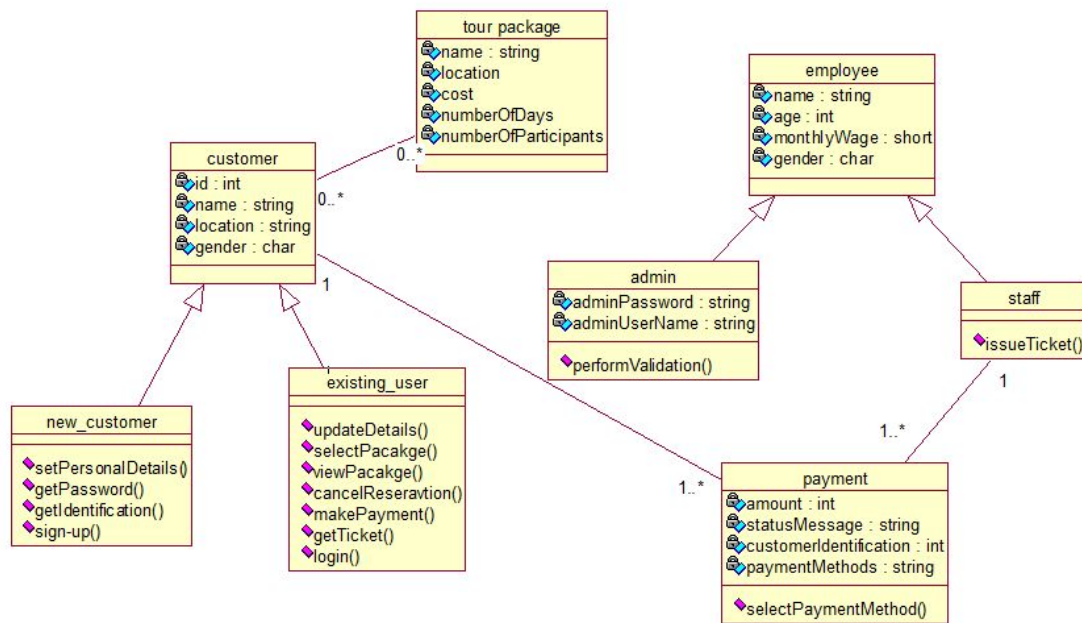 tour package
name : string
location
cost
numberOfDays
numberOfParticipants
employee
name : string
age : int
monthlyWage : short
gender : char
customer
id : int
name : string
location : string
gender : char
0..*
0..*
1
admin
adminPassword : string
adminUserName : string
performValidation()
staff
issueTicket()
1
1..*
new_customer
setPersonalDetails()
getPassword()
getIdentification()
sign-up()
existing_user
updateDetails()
selectPacakge()
viewPacakge()
cancelReseravtion()
makePayment()
getTicket()
login()
1..*
payment
amount : int
statusMessage : string
customerIdentification : int
paymentMethods : string
selectPaymentMethod()